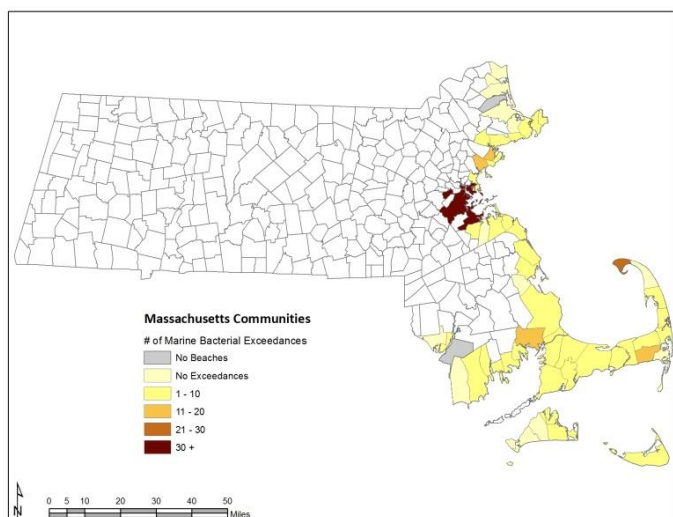 Massachusetts Communities
# of Marine Bacterial Exceedances
No Beaches
No Exceedances
1 - 10
11 - 20
21 - 30
30 +
N
0 5 10 20 30 40 50
Miles